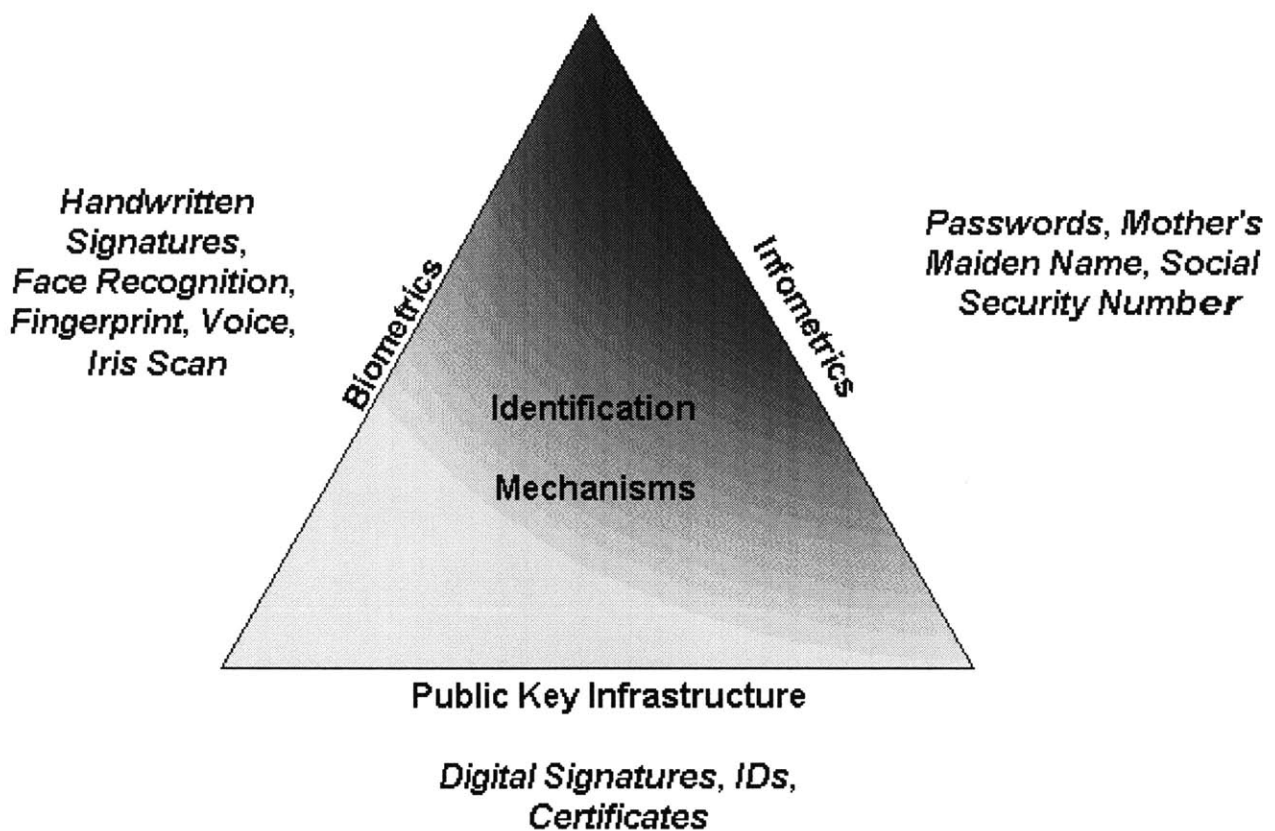 Handwritten
Signatures,
Face Recognition,
Fingerprint, Voice,
Iris Scan
Biometrics
Infometrics
Passwords, Mother's
Maiden Name, Social
Security Number
Identification
Mechanisms
Public Key Infrastructure
Digital Signatures, IDs,
Certificates